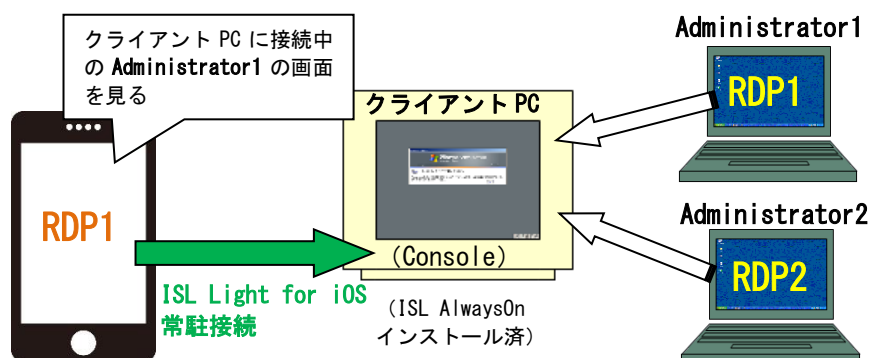 クライアント PC に接続中
の Administrator1 の画面
を見る
RDP1
ISL Light for iOS
常駐接続
クライアント PC
(Console)
(ISL AlwaysOn
インストール済)
Administrator1
RDP1
Administrator2
RDP2